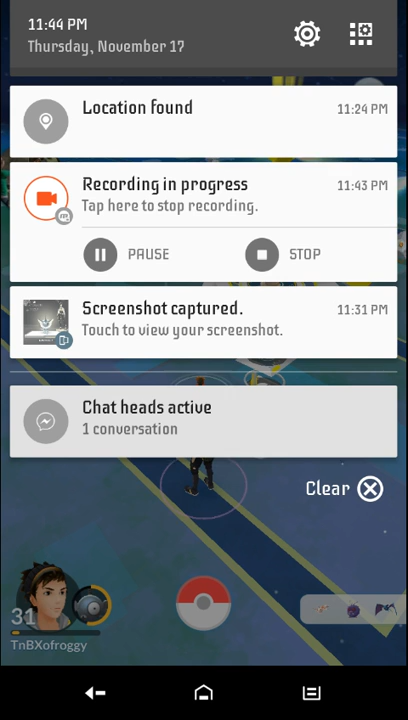 11:44 PM
Thursday, November 17
Location found
11:24 PM
Recording in progress
11:43 PM
Tap here to stop recording.
PAUSE
STOP
Screenshot captured.
11:31 PM
Touch to view your screenshot.
Chat heads active
1 conversation
Clear
31
TnBXofroggy